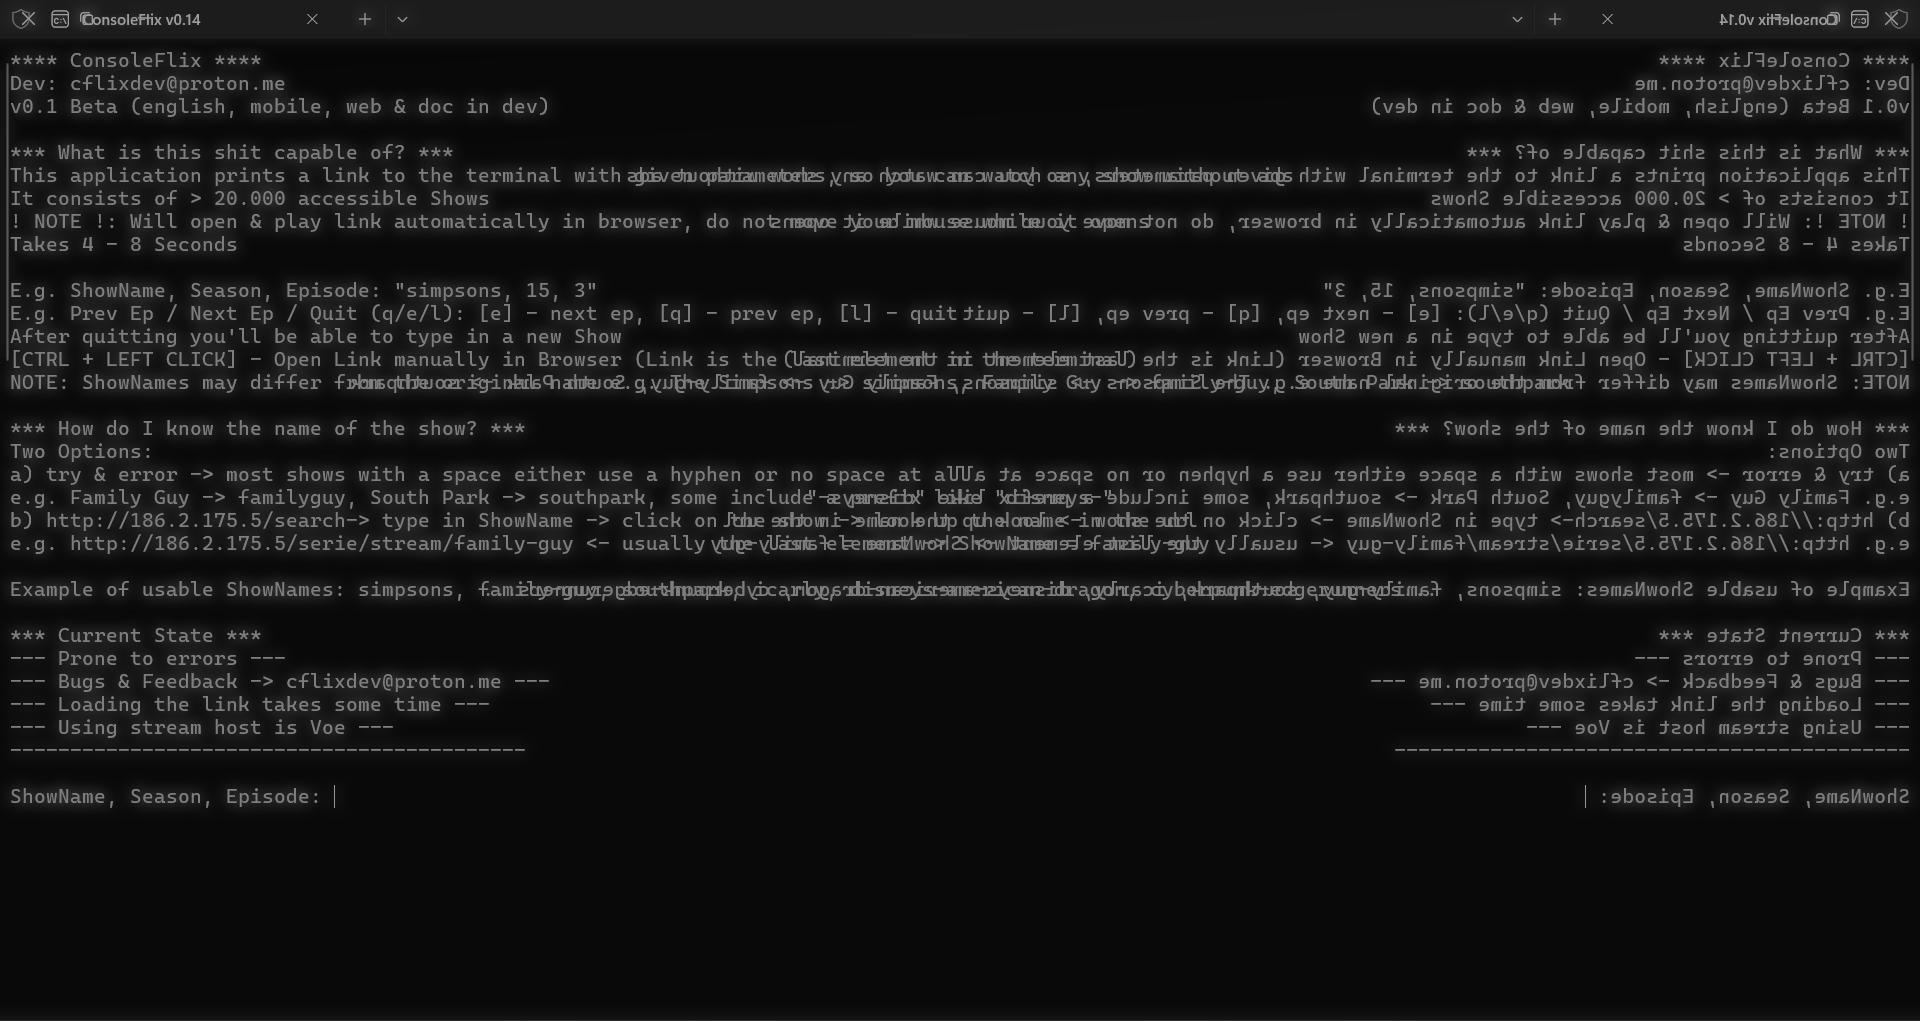 ConsoleFlix v0.14
**** ConsoleFlix ****
Dev: cflixdev@proton.me
v0.1 Beta (english, mobile, web & doc in dev)
*** What is this shit capable of? ***
This application prints a link to the terminal with
It consists of > 20.000 accessible Shows
! NOTE !: Will open & play link automatically in browser, do not
Takes 4 - 8 Seconds
E.g. ShowName, Season, Episode: "simpsons, 15, 3"
E.g. Prev Ep / Next Ep / Quit (q/e/l): [e] - next ep, [q] - prev ep, [l] - quit
After quitting you'll be able to type in a new Show
[CTRL + LEFT CLICK] - Open Link manually in Browser (Link is the
NOTE: ShowNames may differ
*** How do I know the name of the show? ***
Two Options:
a) try & error -> most shows with a space either use a hyphen or no space at all
e.g. Family Guy -> familyguy, South Park -> southpark, some include
b) http://186.2.175.5/search-> type in ShowName -> click on
e.g. http://186.2.175.5/serie/stream/family-guy <- usually
Example of usable ShowNames: simpsons,
*** Current State ***
--- Prone to errors ---
--- Bugs & Feedback -> cflixdev@proton.me ---
--- Loading the link takes some time ---
--- Using stream host is Voe ---
-------------------------------------------
ShowName, Season, Episode: